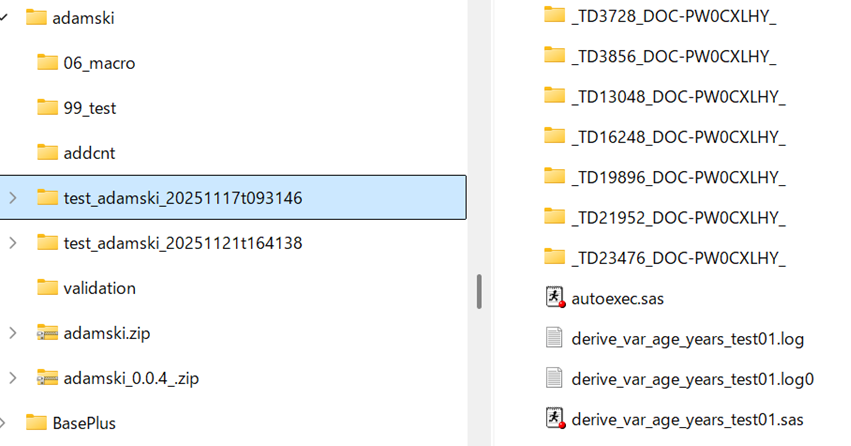 adamski
06_macro
99_test
addcnt
test_adamski_20251117t093146
test_adamski_20251121t164138
validation
adamski.zip
adamski_0.0.4_.zip
BasePlus
_TD3728_DOC-PW0CXLHY_
_TD3856_DOC-PW0CXLHY_
_TD13048_DOC-PW0CXLHY_
_TD16248_DOC-PW0CXLHY_
_TD19896_DOC-PW0CXLHY_
_TD21952_DOC-PW0CXLHY_
_TD23476_DOC-PW0CXLHY_
autoexec.sas
derive_var_age_years_test01.log
derive_var_age_years_test01.log0
derive_var_age_years_test01.sas